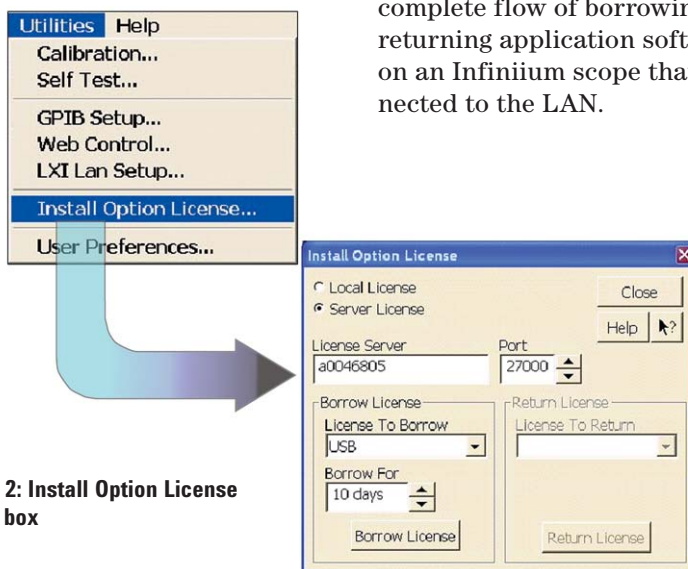 complete flow of
returning application
on an Infiniium scope
nected to the LAN.
Utilities Help
Calibration...
Self Test...
GPIB Setup...
Web Control...
LXI Lan Setup...
Install Option License...
User Preferences...
Install Option License
Local License
Server License
Close
Help
License Server
Port
a0046805
27000
Borrow License
License To Borrow
USB
Borrow For
10 days
Borrow License
Return License
License To Return
Return License
2: Install Option License
box